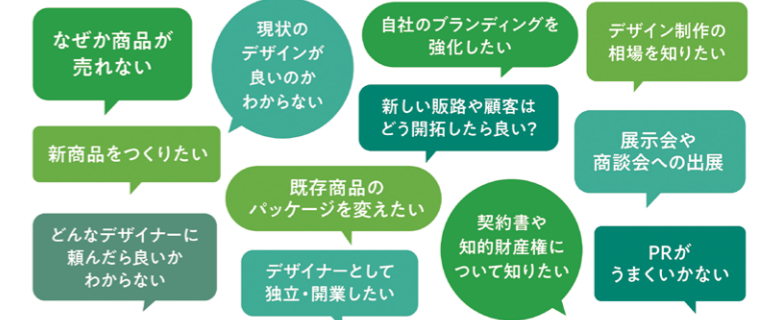 なぜか商品が
売れない
現状の
デザインが
良いのか
わからない
自社のブランディングを
強化したい
デザイン制作の
相場を知りたい
新商品をつくりたい
新しい販路や顧客は
どう開拓したら良い?
展示会や
商談会への出展
既存商品の
パッケージを変えたい
どんなデザイナーに
頼んだら良いか
わからない
デザイナーとして
独立・開業したい
契約書や
知的財産権に
ついて知りたい
PRが
うまくいかない